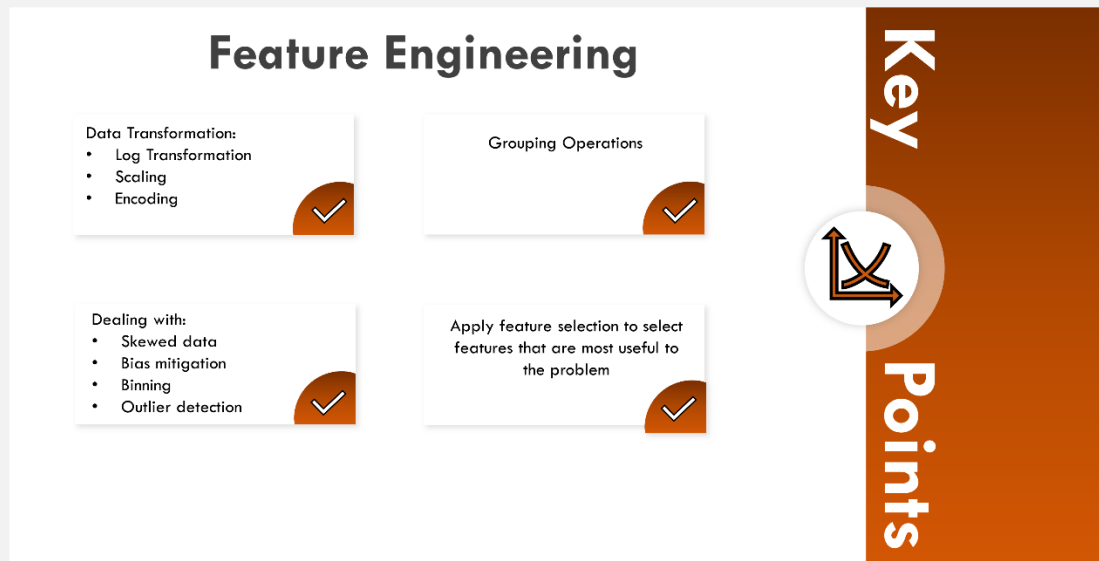 Feature Engineering
Data Transformation:
• Log Transformation
• Scaling
• Encoding
Grouping Operations
Dealing with:
• Skewed data
• Bias mitigation
• Binning
• Outlier detection
Apply feature selection to select
features that are most useful to
the problem
Key
Points